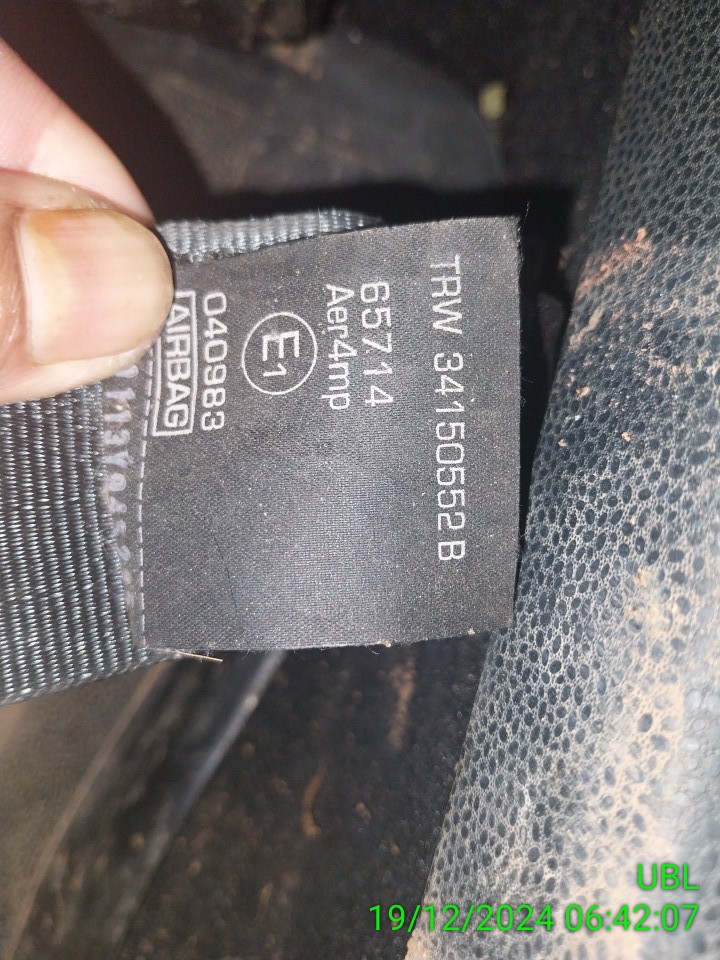 TRW 34150552B
65714
Aer4mp
E1
040983
AIRBAG
UBL
19/12/2024 06:42:07